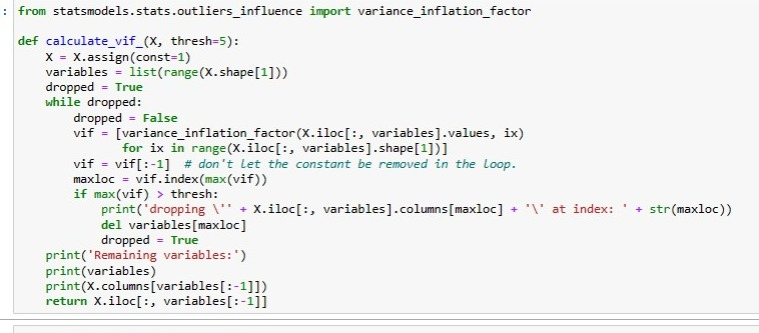 : from statsmodels.stats.outliers_influence import variance_inflation_factor
def calculate_vif_(X, thresh=5):
    X = X.assign(const=1)
    variables = list(range(X.shape[1]))
    dropped = True
    while dropped:
        dropped = False
        vif = [variance_inflation_factor(X.iloc[:, variables].values, ix)
               for ix in range(X.iloc[:, variables].shape[1])]
        vif = vif[:-1]  # don't let the constant be removed in the loop.
        maxloc = vif.index(max(vif))
        if max(vif) > thresh:
            print('dropping \'' + X.iloc[:, variables].columns[maxloc] + '\' at index: ' + str(maxloc))
            del variables[maxloc]
            dropped = True
    print('Remaining variables:')
    print(variables)
    print(X.columns[variables[:-1]])
    return X.iloc[:, variables[:-1]]